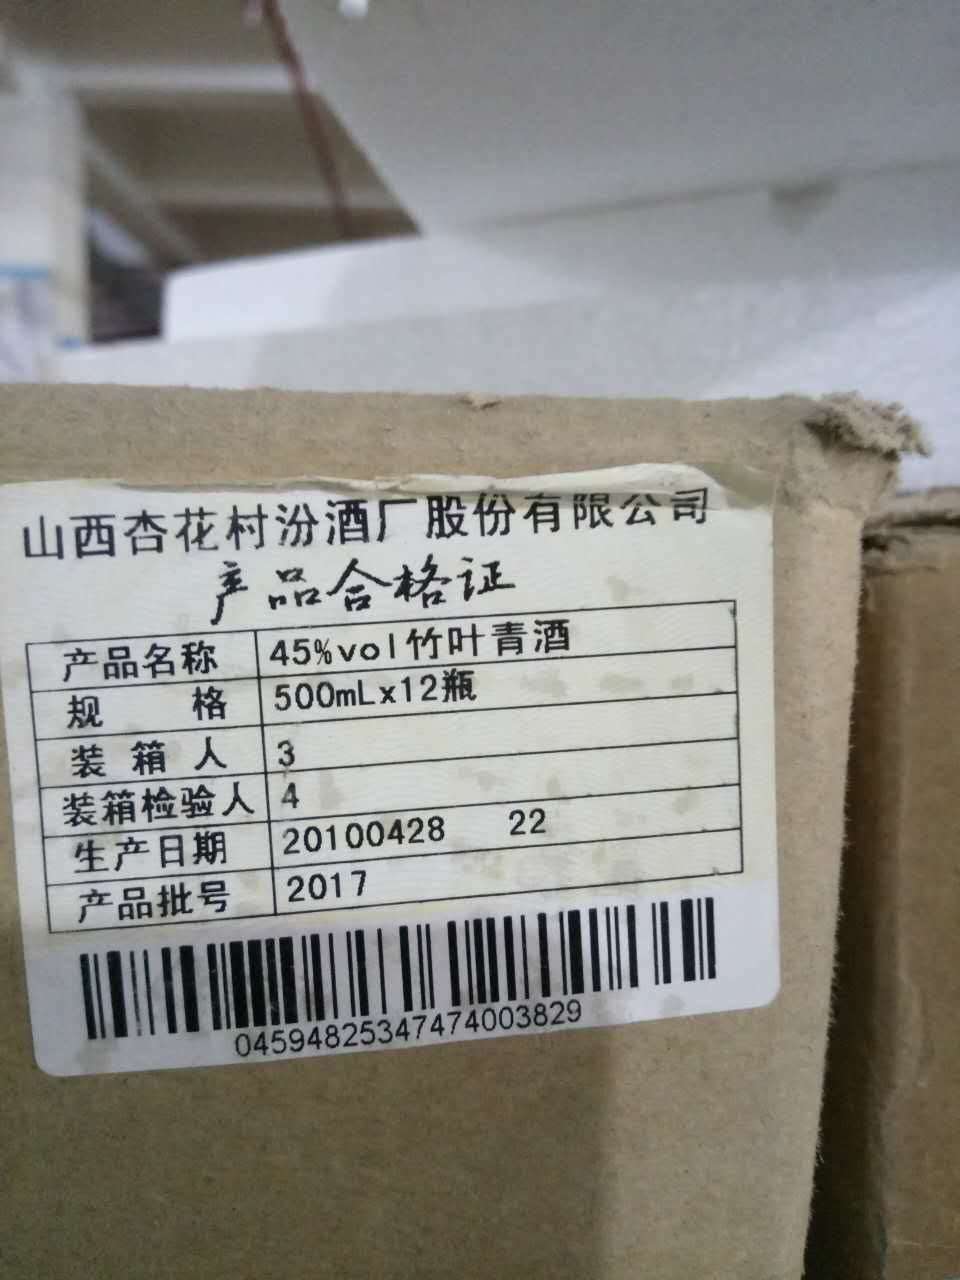 山西杏花村汾酒厂股份有限公司
产品合格证
产品名称 45%vol竹叶青酒
规 格 500mLx12瓶
装 箱 人 3
装箱检验人 4
生产日期 20100428 22
产品批号 2017
04594825347474003829